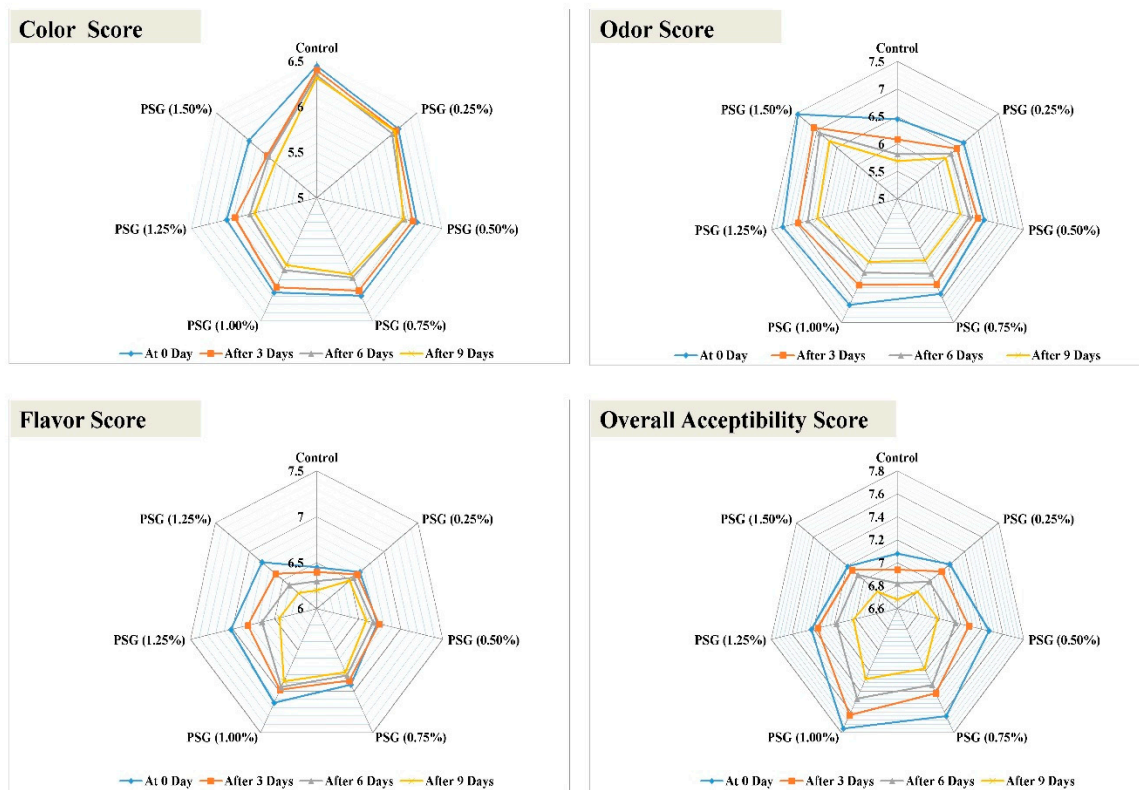 Color Score
Control
6.5
6
5.5
5
PSG (0.25%)
PSG (0.50%)
PSG (0.75%)
PSG (1.00%)
PSG (1.25%)
PSG (1.50%)
At 0 Day After 3 Days After 6 Days After 9 Days
Odor Score
Control
7.5
7
6.5
6
5.5
5
PSG (0.25%)
PSG (0.50%)
PSG (0.75%)
PSG (1.00%)
PSG (1.25%)
PSG (1.50%)
At 0 Day After 3 Days After 6 Days After 9 Days
Flavor Score
Control
7.5
7
6.5
6
PSG (0.25%)
PSG (0.50%)
PSG (0.75%)
PSG (1.00%)
PSG (1.25%)
PSG (1.25%)
At 0 Day After 3 Days After 6 Days After 9 Days
Overall Acceptibility Score
Control
7.8
7.6
7.4
7.2
7
6.8
6.6
PSG (0.25%)
PSG (0.50%)
PSG (0.75%)
PSG (1.00%)
PSG (1.25%)
PSG (1.50%)
At 0 Day After 3 Days After 6 Days After 9 Days